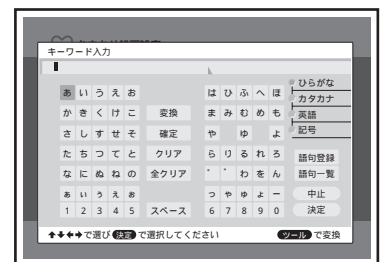 キーワード入力
あ い う え お は ひ ふ へ ほ ひらがな
か き く け こ 変換 ま み む め も カタカナ
英語
さ し す せ そ 確定 や ゆ よ 記号
た ち つ て と クリア ら り る れ ろ 語句登録
な に ぬ ね の 全クリア ゛ ゜ わ を ん 語句一覧
ぁ ぃ ぅ ぇ ぉ っ ゃ ゅ ょ ー 中止
1 2 3 4 5 スペース 6 7 8 9 0 決定
で選び 決定 で選択してください ツール で変換